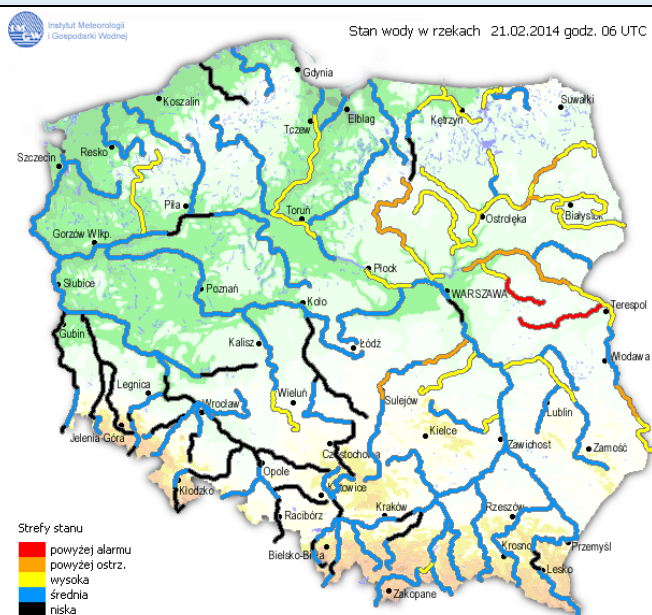 Instytut Meteorologii
i Gospodarki Wodnej
Stan wody w rzekach 21.02.2014 godz. 06 UTC
Gdynia
Koszalin
Suwałki
Tczew
Elbląg
Kętrzyn
Resko
Szczecin
Piła
Toruń
Ostrołęka
Białystok
Gorzów Wlkp.
Płock
Słubice
Poznań
Koło
WARSZAWA
Terespol
Gubin
Kalisz
Łódź
Włodawa
Legnica
Wieluń
Sulejów
Wrocław
Lublin
Jelenia Góra
Kielce
Zawichost
Zamość
Częstochowa
Opole
Kłodzko
Katowice
Racibórz
Kraków
Rzeszów
Strefy stanu
Bielsko-Biała
Krosno
Przemyśl
powyżej alarmu
Lesko
powyżej ostrz.
wysoka
Zakopane
średnia
niska